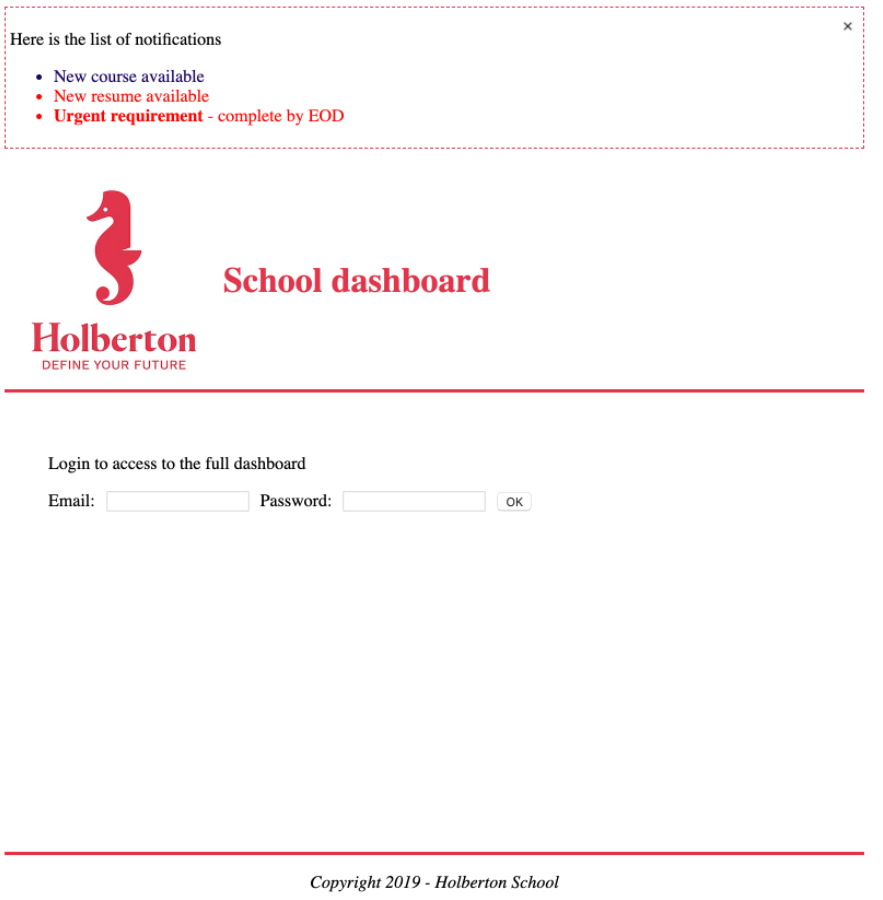 ×
Here is the list of notifications
• New course available
• New resume available
• Urgent requirement - complete by EOD
Holberton
DEFINE YOUR FUTURE
School dashboard
Login to access to the full dashboard
Email: Password: OK
Copyright 2019 - Holberton School